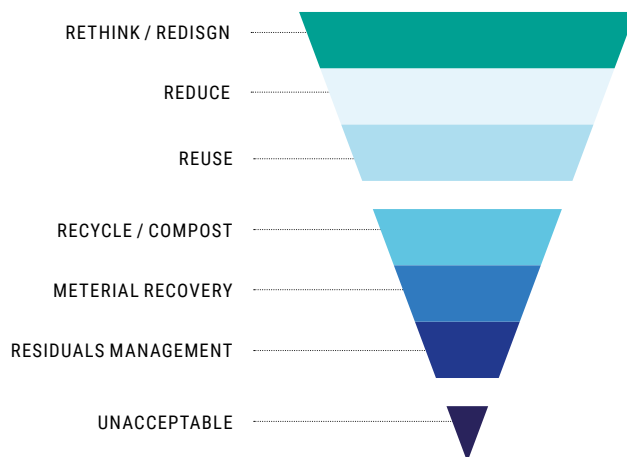 RETHINK / REDISGN
REDUCE
REUSE
RECYCLE / COMPOST
METERIAL RECOVERY
RESIDUALS MANAGEMENT
UNACCEPTABLE